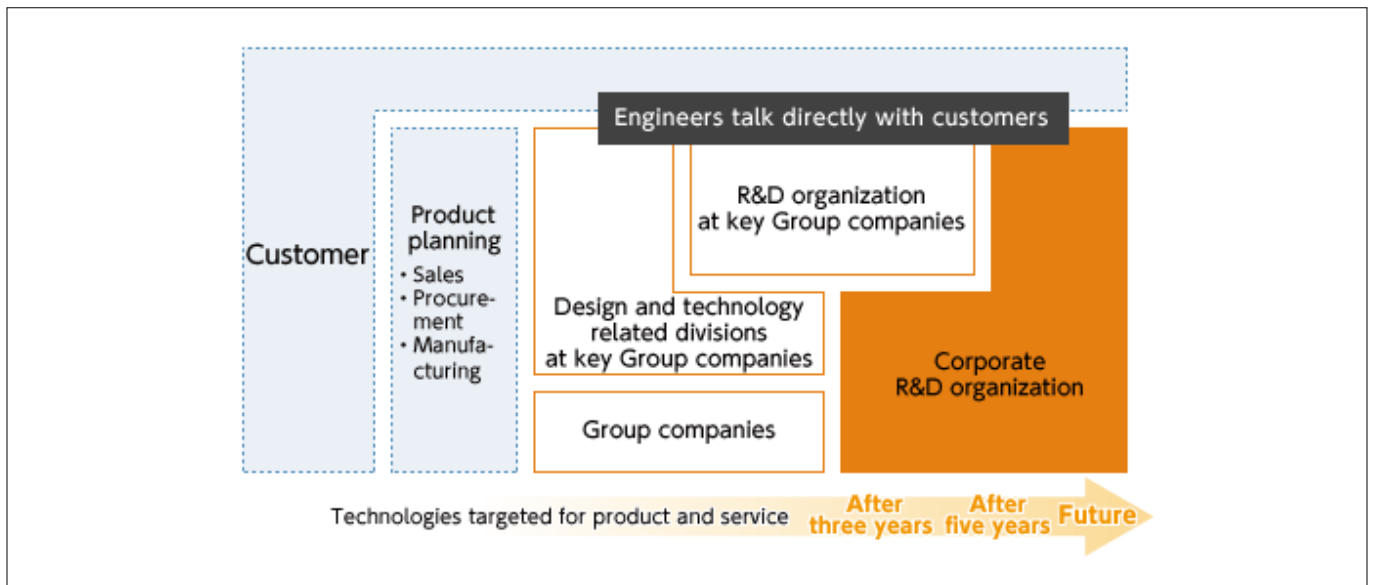 Engineers talk directly with customers
Customer
Product
planning
・Sales
・Procure-
ment
・Manufa-
cturing
R&D organization
at key Group companies
Design and technology
related divisions
at key Group companies
Group companies
Corporate
R&D organization
Technologies targeted for product and service
After
three years
After
five years
Future